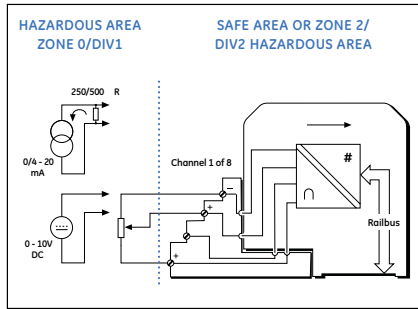 HAZARDOUS AREA
ZONE 0/DIV1
SAFE AREA OR ZONE 2/
DIV2 HAZARDOUS AREA
250/500 R
0/4 - 20
mA
Channel 1 of 8
−
+
+
#
∩
Railbus
0 - 10V
DC